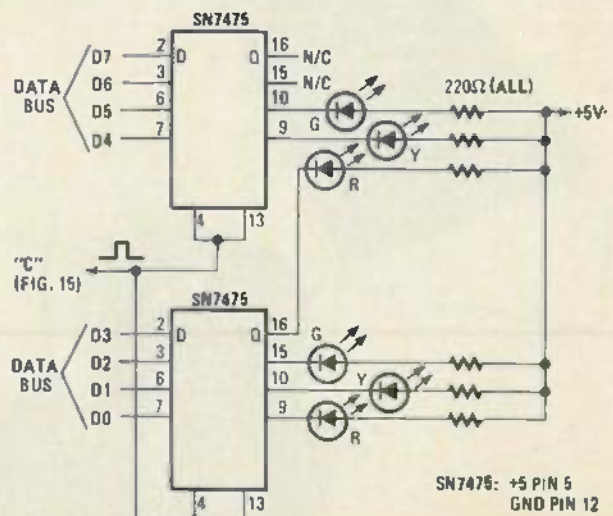 SN7475
D7 2 D Q 16 N/C
D6 3 15 N/C
DATA BUS
D5 6 10 G 220Ω (ALL) +5V
D4 7 9 Y
R
4 13
"C"
(FIG. 15)
SN7475
D3 2 D Q 16
D2 3 15 G
DATA BUS
D1 6 10 Y
D0 7 9 R
4 13
SN7475: +5 PIN 5
GND PIN 12